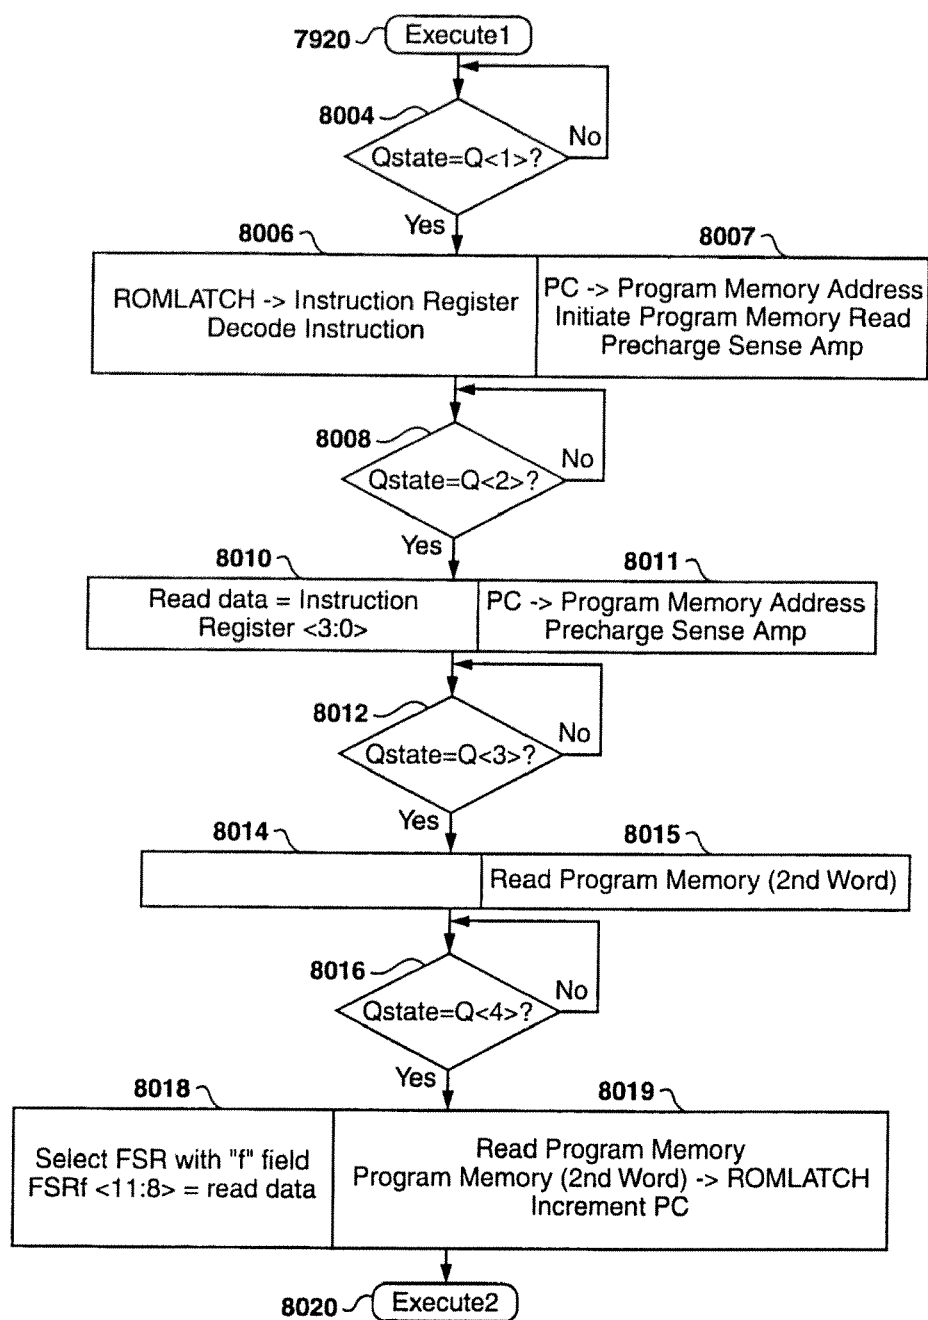 7920
Execute1
8004
Qstate=Q<1>?
No
Yes
8006
8007
ROMLATCH -> Instruction Register
Decode Instruction
PC -> Program Memory Address
Initiate Program Memory Read
Precharge Sense Amp
8008
Qstate=Q<2>?
No
Yes
8010
8011
Read data = Instruction
Register <3:0>
PC -> Program Memory Address
Precharge Sense Amp
8012
Qstate=Q<3>?
No
Yes
8014
8015
Read Program Memory (2nd Word)
8016
Qstate=Q<4>?
No
Yes
8018
8019
Select FSR with "f" field
FSRf <11:8> = read data
Read Program Memory
Program Memory (2nd Word) -> ROMLATCH
Increment PC
8020
Execute2